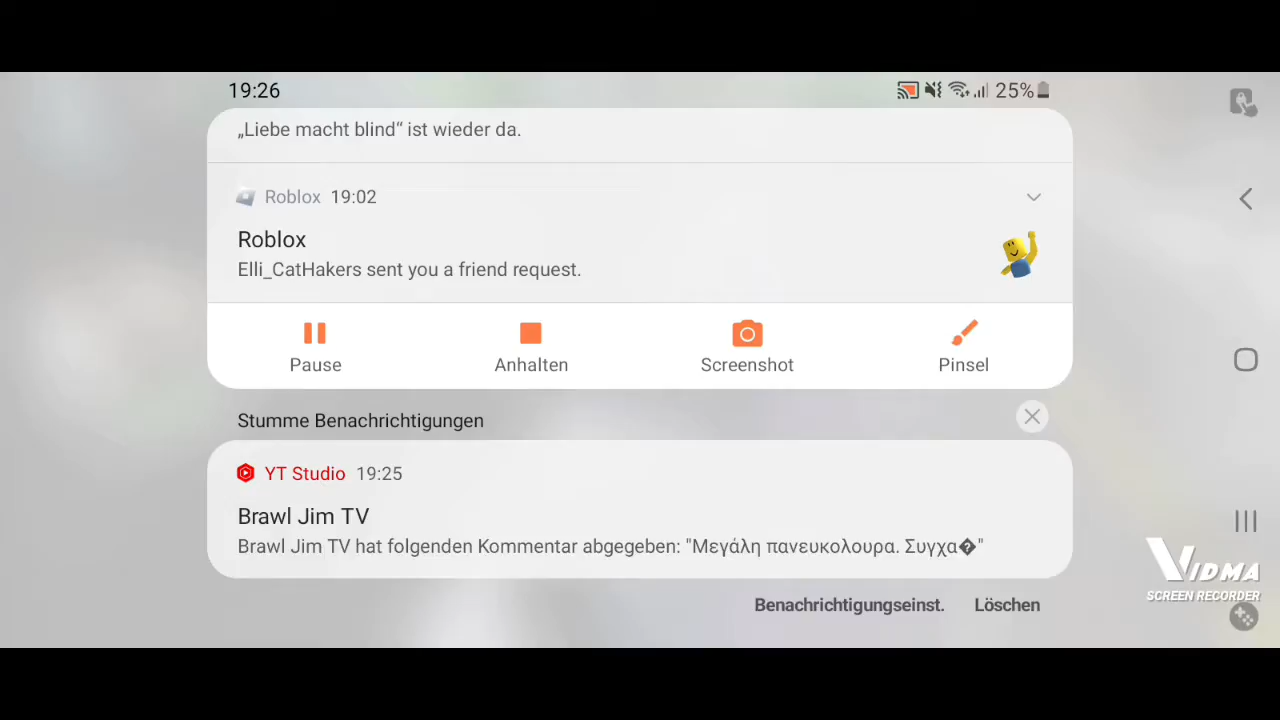 19:26
25%
„Liebe macht blind“ ist wieder da.
Roblox 19:02
Roblox
Elli_CatHakers sent you a friend request.
Pause Anhalten Screenshot Pinsel
Stumme Benachrichtigungen
YT Studio 19:25
Brawl Jim TV
Brawl Jim TV hat folgenden Kommentar abgegeben: "Μεγάλη πανευκολουρα. Συγχα�"
VIDMA
SCREEN RECORDER
Benachrichtigungseinst. Löschen